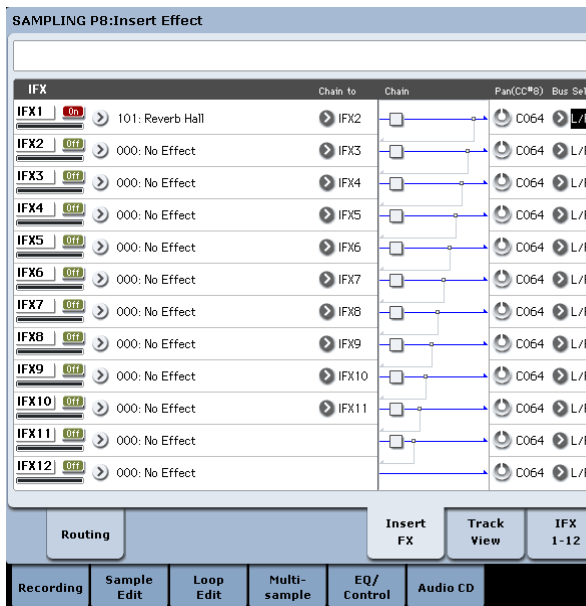 SAMPLING P8:Insert Effect
IFX Chain to Chain Pan(CC#8) Bus Sel
IFX1 On 101: Reverb Hall IFX2 C064 L/
IFX2 Off 000: No Effect IFX3 C064 L/
IFX3 Off 000: No Effect IFX4 C064 L/
IFX4 Off 000: No Effect IFX5 C064 L/
IFX5 Off 000: No Effect IFX6 C064 L/
IFX6 Off 000: No Effect IFX7 C064 L/
IFX7 Off 000: No Effect IFX8 C064 L/
IFX8 Off 000: No Effect IFX9 C064 L/
IFX9 Off 000: No Effect IFX10 C064 L/
IFX10 Off 000: No Effect IFX11 C064 L/
IFX11 Off 000: No Effect C064 L/
IFX12 Off 000: No Effect C064 L/
Routing
Insert
FX
Track
View
IFX
1-12
Recording
Sample
Edit
Loop
Edit
Multi-
sample
EQ/
Control
Audio CD